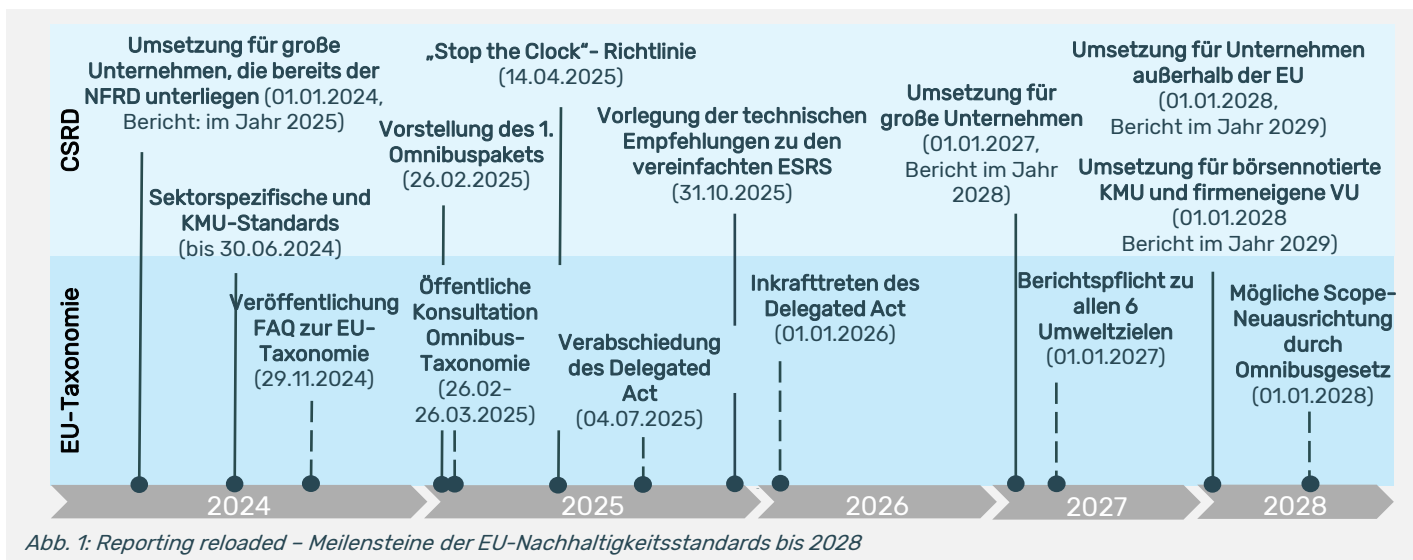 CSRD
Umsetzung für große
Unternehmen, die bereits der
NFRD unterliegen (01.01.2024,
Bericht: im Jahr 2025)
Sektorspezifische und
KMU-Standards
(bis 30.06.2024)
Vorstellung des 1.
Omnibuspakets
(26.02.2025)
„Stop the Clock“- Richtlinie
(14.04.2025)
Vorlegung der technischen
Empfehlungen zu den
vereinfachten ESRS
(31.10.2025)
Umsetzung für
große Unternehmen
(01.01.2027,
Bericht im Jahr
2028)
Umsetzung für Unternehmen
außerhalb der EU
(01.01.2028,
Bericht im Jahr 2029)
Umsetzung für börsennotierte
KMU und firmeneigene VU
(01.01.2028
Bericht im Jahr 2029)
EU-Taxonomie
Veröffentlichung
FAQ zur EU-
Taxonomie
(29.11.2024)
Öffentliche
Konsultation
Omnibus-
Taxonomie
(26.02-
26.03.2025)
Verabschiedung
des Delegated
Act
(04.07.2025)
Inkrafttreten des
Delegated Act
(01.01.2026)
Berichtspflicht zu
allen 6
Umweltzielen
(01.01.2027)
Mögliche Scope-
Neuausrichtung
durch
Omnibusgesetz
(01.01.2028)
2024
2025
2026
2027
2028
Abb. 1: Reporting reloaded – Meilensteine der EU-Nachhaltigkeitsstandards bis 2028